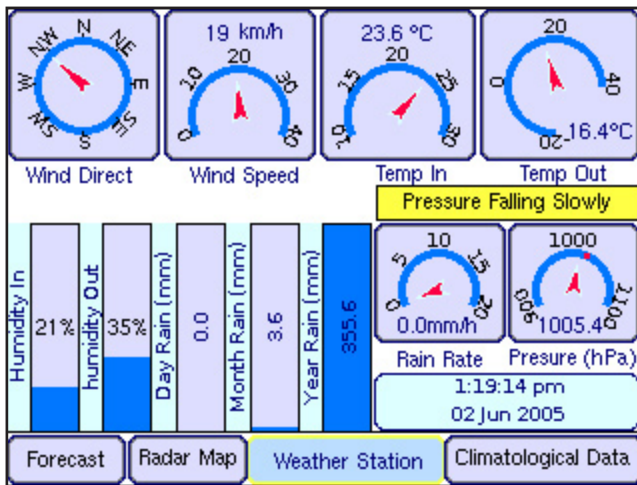 N
NE
E
SE
S
SW
W
NW
Wind Direct
19 km/h
0
10
20
30
40
Wind Speed
23.6 ºC
10
15
20
25
30
Temp In
20
0
40
-20
16.4ºC
Temp Out
Pressure Falling Slowly
Humidity In
21%
humidity Out
35%
Day Rain (mm)
0.0
Month Rain (mm)
3.6
Year Rain (mm)
355.6
0
5
10
15
20
0.0mm/h
Rain Rate
900
1000
1100
1005.4
Presure (hPa)
1:19:14 pm
02 Jun 2005
Forecast
Radar Map
Weather Station
Climatological Data